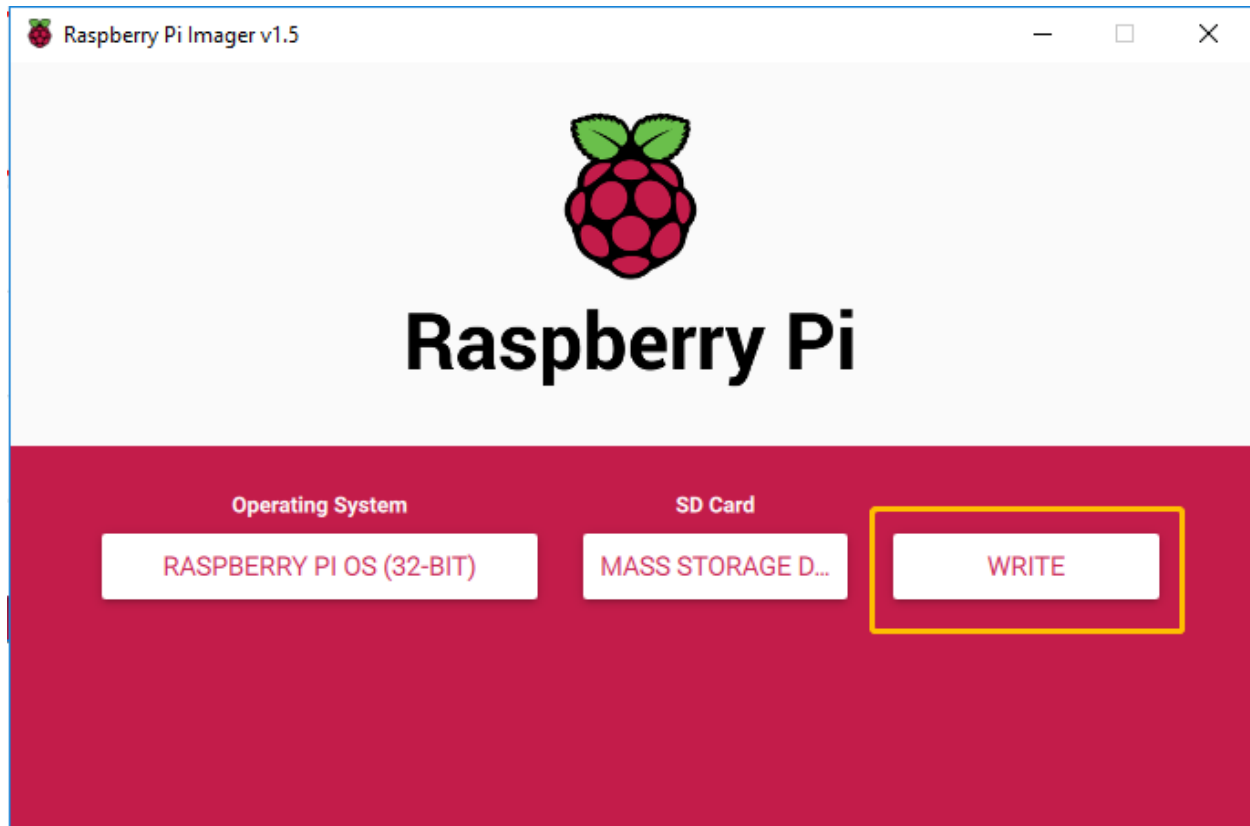 Raspberry Pi Imager v1.5
Raspberry Pi
Operating System
SD Card
RASPBERRY PI OS (32-BIT)
MASS STORAGE D...
WRITE